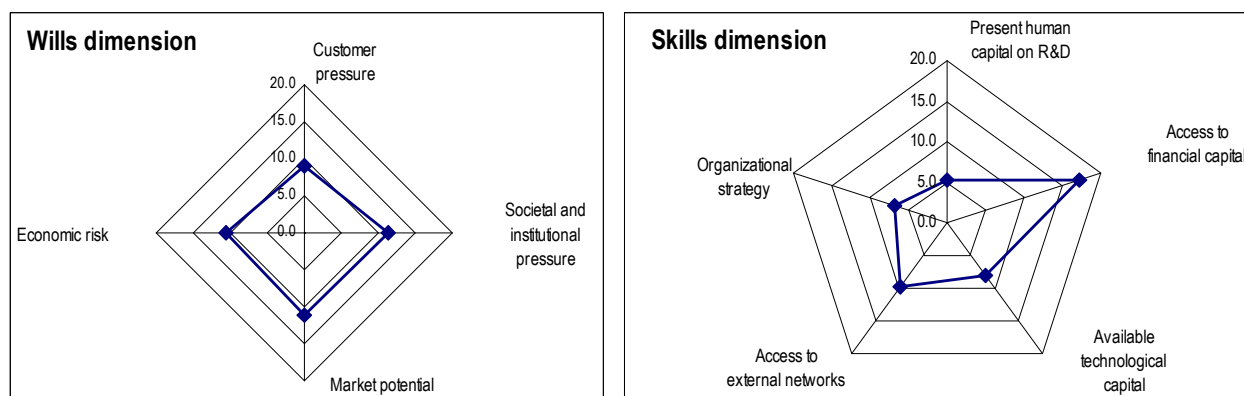 Wills dimension
Customer
pressure
20.0
15.0
10.0
5.0
0.0
Economic risk
Societal and
institutional
pressure
Market potential
Skills dimension
Present human
capital on R&D
20.0
15.0
10.0
5.0
0.0
Organizational
strategy
Access to
financial capital
Access to
external networks
Available
technological
capital